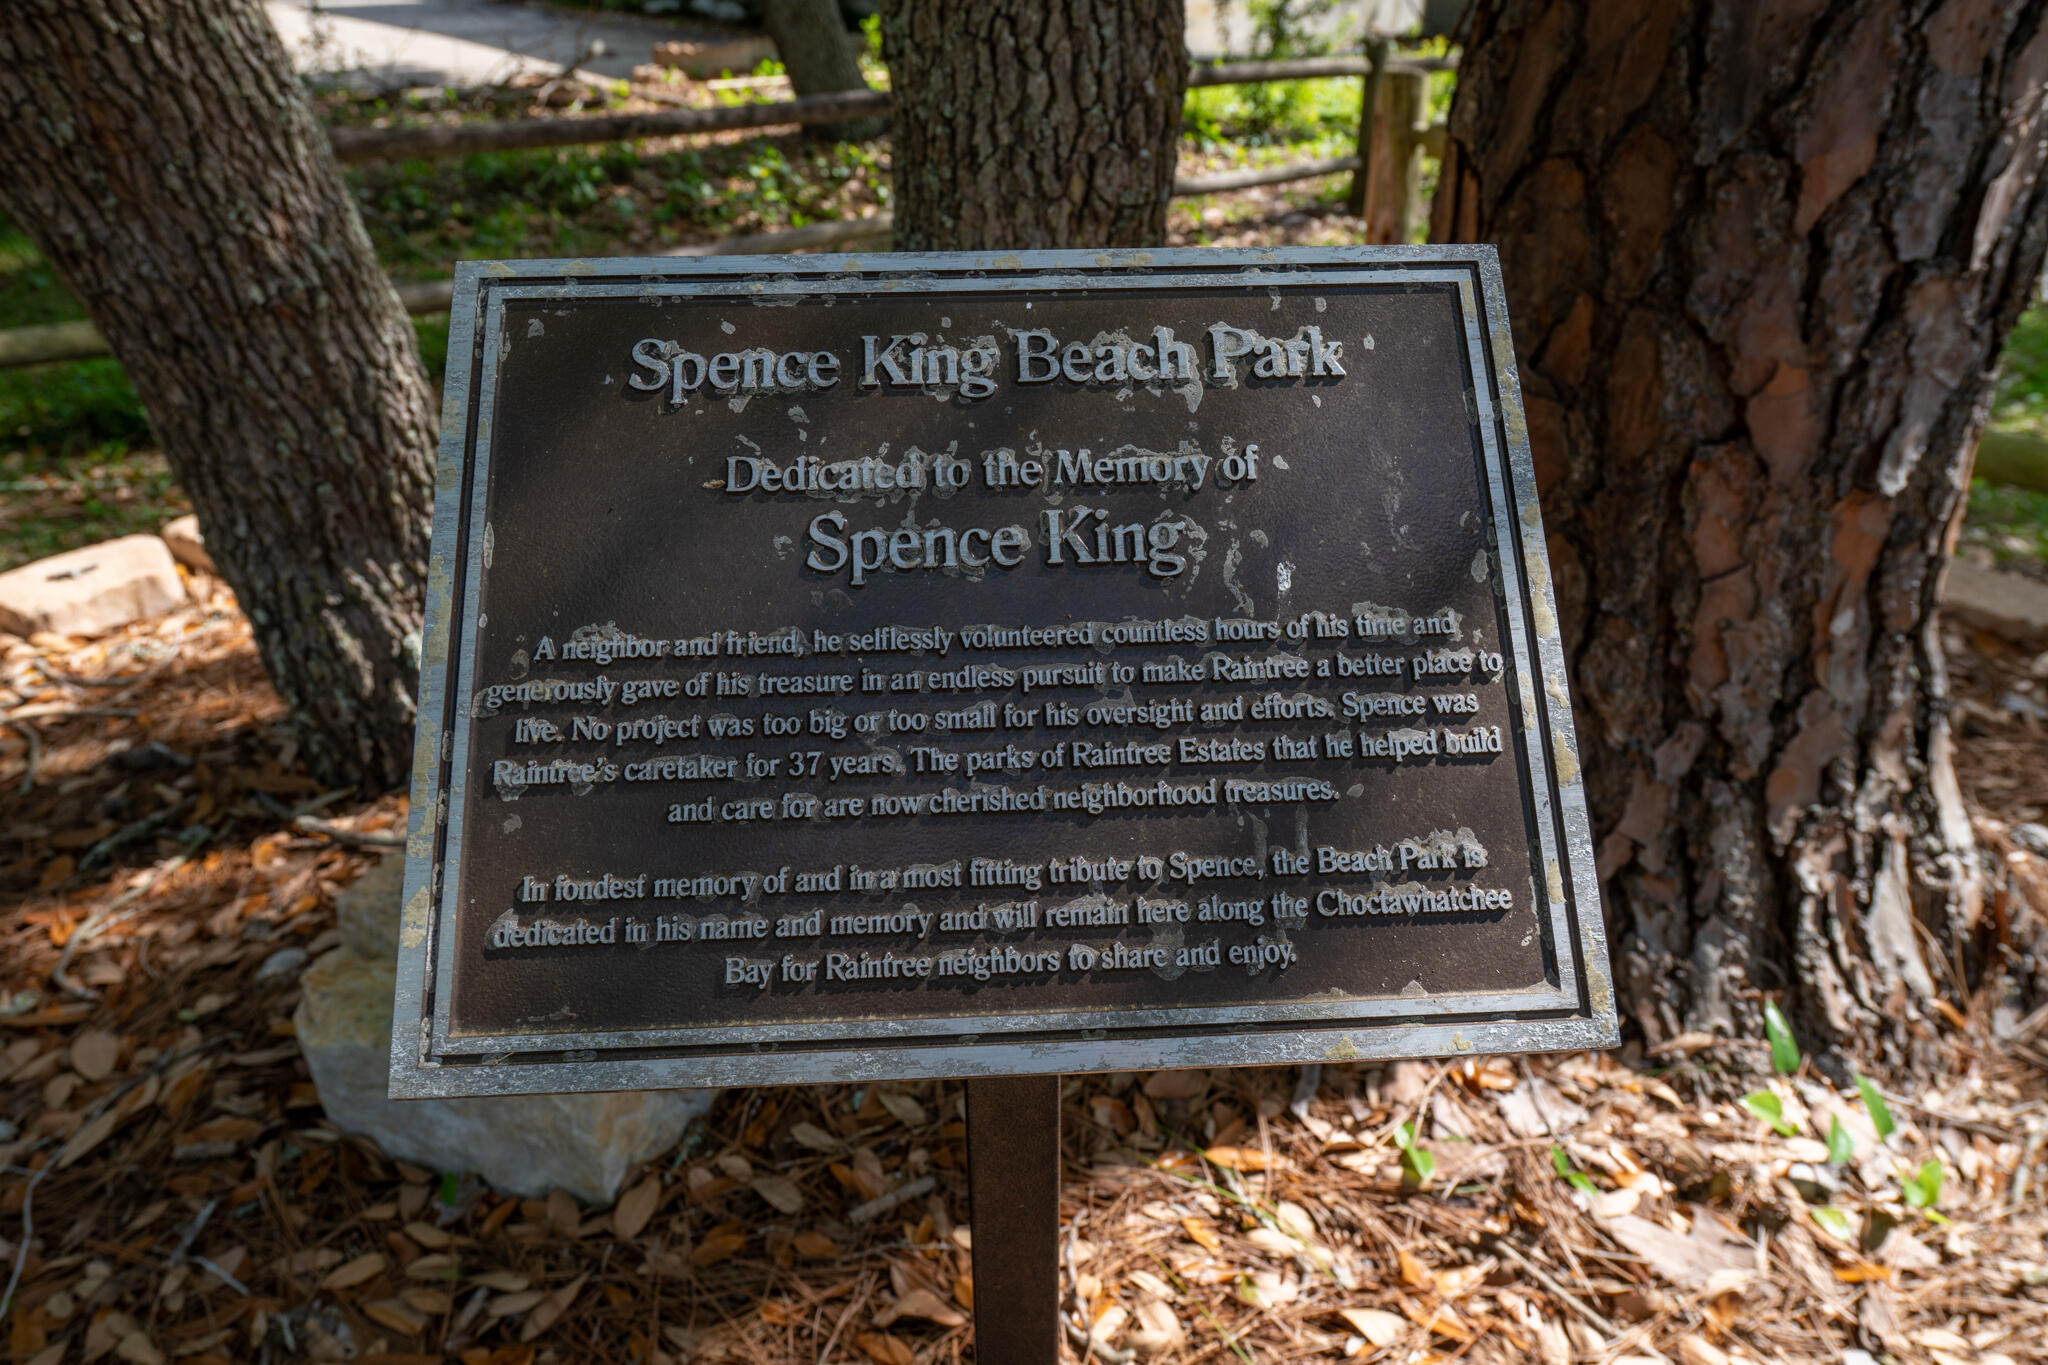 Spence King Beach Park
Dedicated to the Memory of
Spence King
A neighbor and friend, he selflessly volunteered countless hours of his time and
generously gave of his treasure in an endless pursuit to make Raintree a better place to
live. No project was too big or too small for his oversight and efforts. Spence was
Raintree's caretaker for 37 years. The parks of Raintree Estates that he helped build
and care for are now cherished neighborhood treasures.
In fondest memory of and in a most fitting tribute to Spence, the Beach Park is
dedicated in his name and memory and will remain here along the Choctawhatchee
Bay for Raintree neighbors to share and enjoy.